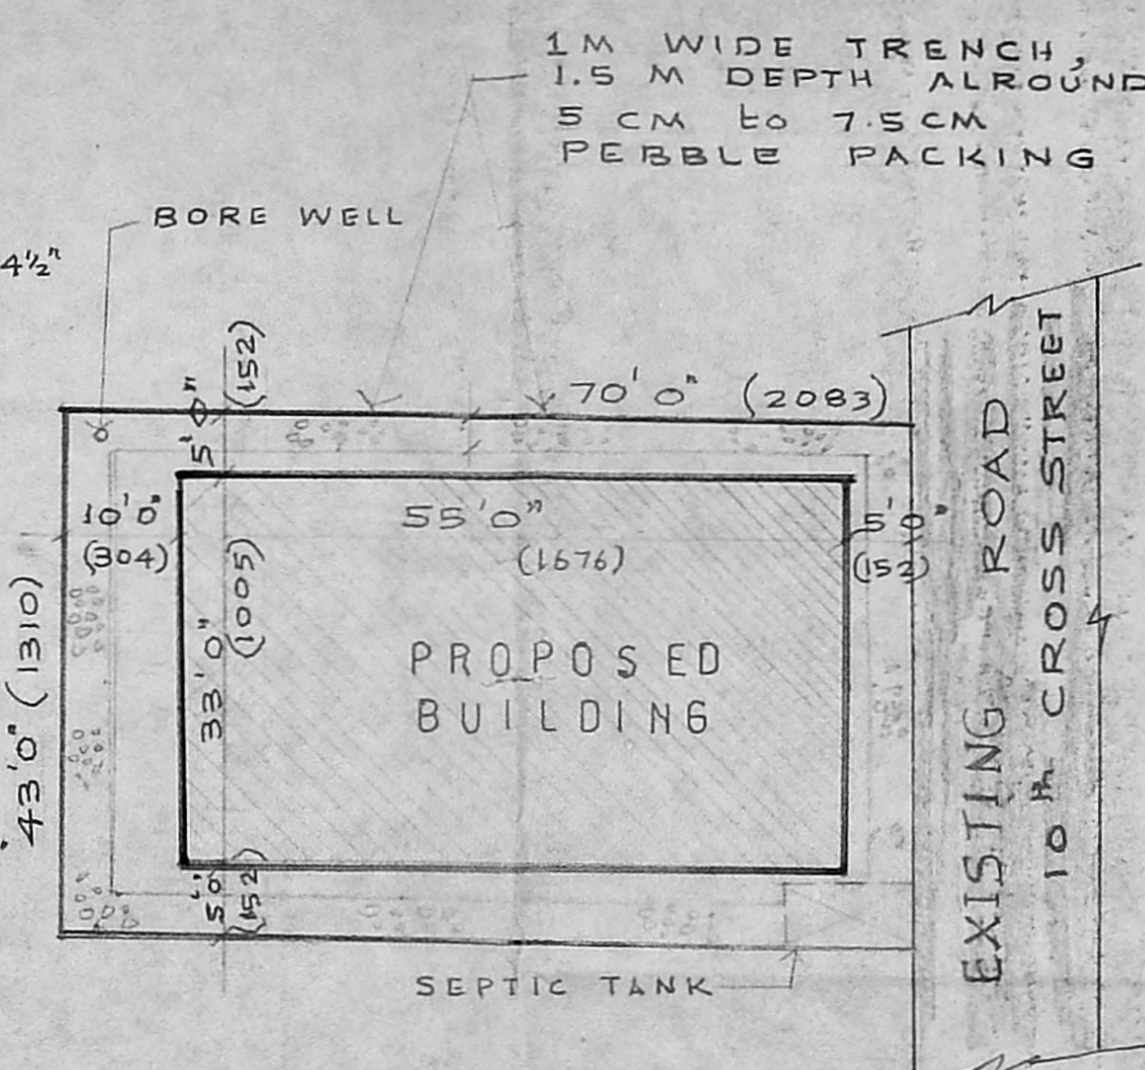 1 M WIDE TRENCH,
1.5 M DEPTH ALROUND
5 CM to 7.5 CM
PEBBLE PACKING
BORE WELL
4½"
5'0"
(152)
70'0" (2083)
10'0"
(304)
55'0"
(1676)
5'0"
(152)
43'0" (1310)
33'0"
(1005)
PROPOSED
BUILDING
5'0"
(152)
SEPTIC TANK
EXISTING ROAD
10th CROSS STREET